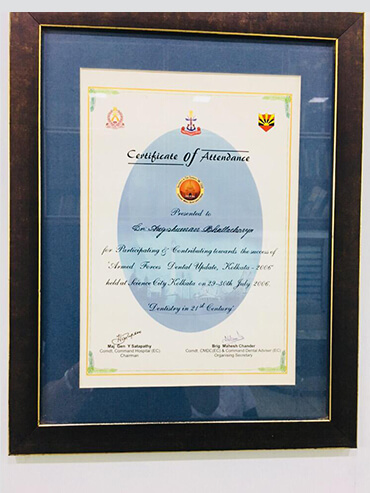 Certificate of Attendance
Presented to
Dr. Angshuman Bhattacharya
for Participating & Contributing towards the success of
"Armed Forces Dental Update, Kolkata - 2006"
held at Science City Kolkata on 29-30th July 2006.
"Dentistry in 21st Century"
Maj Gen V Satapathy
Comdt, Command Hospital (EC)
Chairman
Brig Mahesh Chander
Comdt, CMDC(EC) & Command Dental Adviser (EC)
Organising Secretary